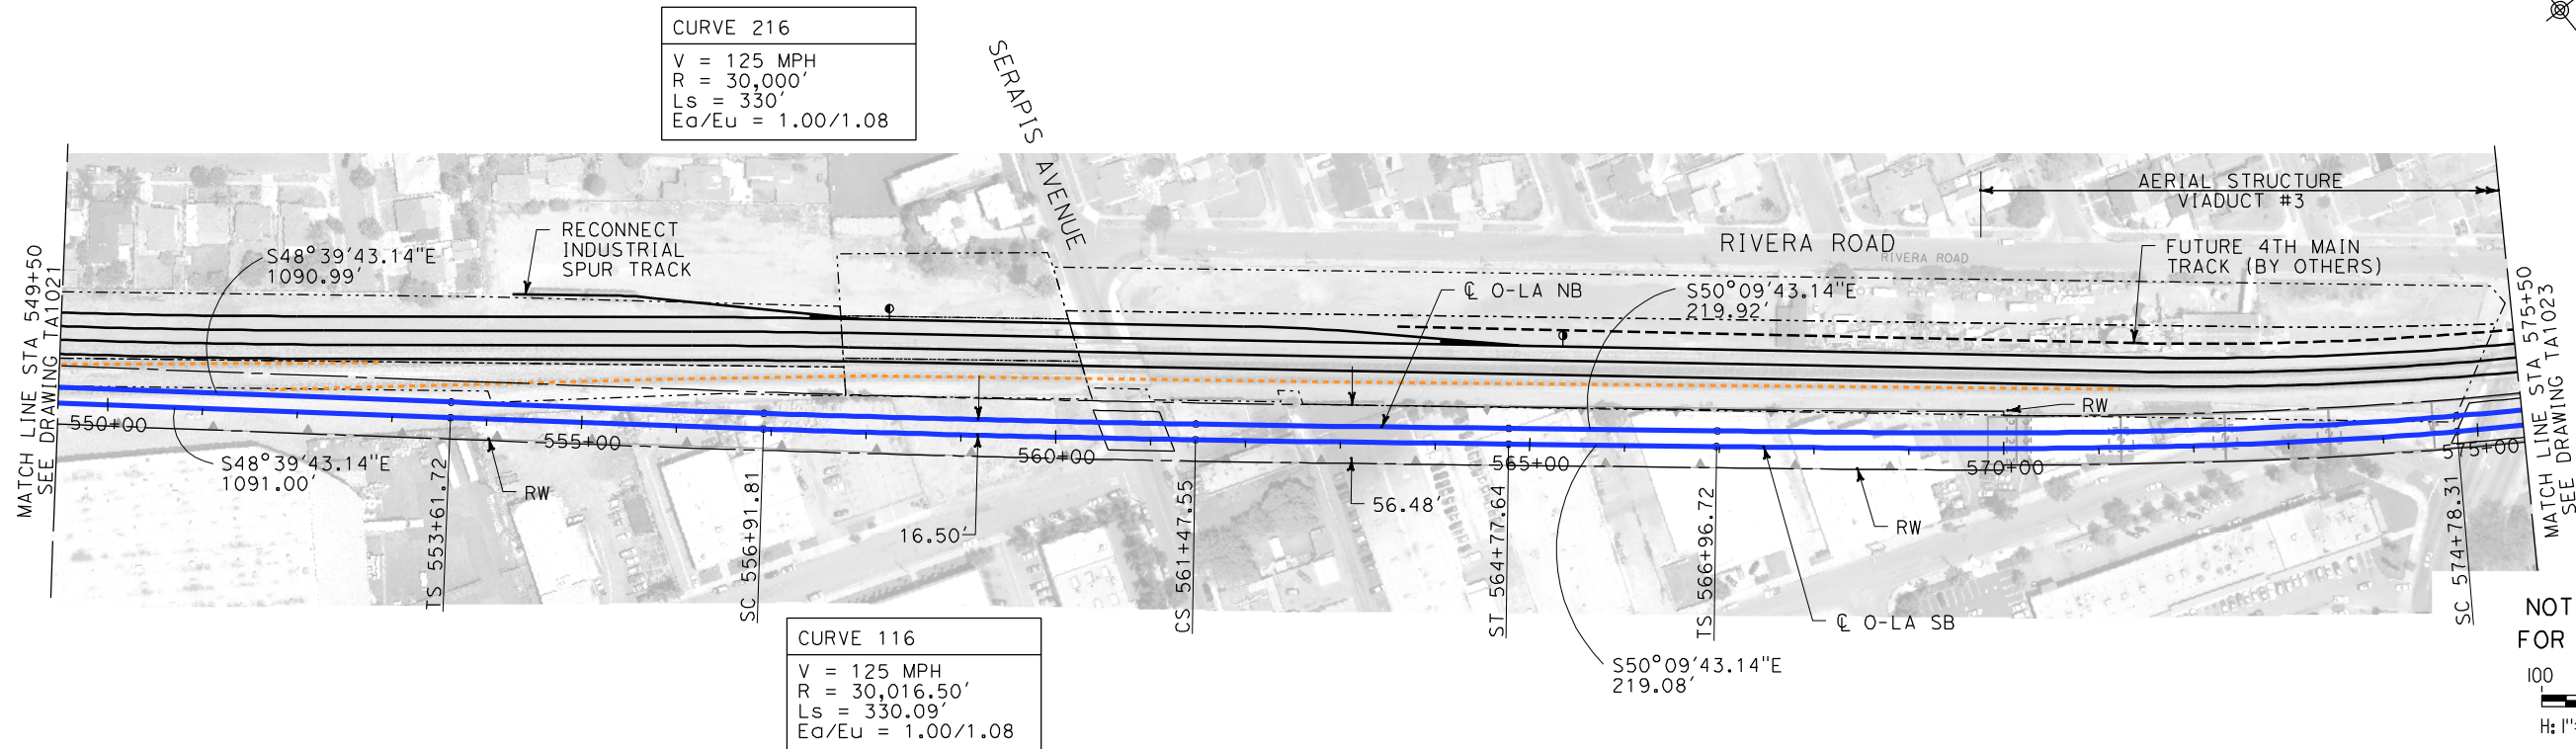 CURVE 216
V = 125 MPH
R = 30,000'
Ls = 330'
Ea/Eu = 1.00/1.08
SERAPIS AVENUE
AERIAL STRUCTURE
VIADUCT #3
RIVERA ROAD
RIVERA ROAD
FUTURE 4TH MAIN
TRACK (BY OTHERS)
RECONNECT
INDUSTRIAL
SPUR TRACK
S48°39'43.14"E
1090.99'
℄ O-LA NB
S50°09'43.14"E
219.92'
MATCH LINE STA 549+50
SEE DRAWING TA1021
MATCH LINE STA 575+50
SEE DRAWING TA1023
RW
550+00
555+00
560+00
565+00
570+00
575+00
S48°39'43.14"E
1091.00'
RW
16.50'
56.48'
RW
TS 553+61.72
SC 556+91.81
CS 561+47.55
ST 564+77.64
TS 566+96.72
SC 574+78.31
℄ O-LA SB
S50°09'43.14"E
219.08'
CURVE 116
V = 125 MPH
R = 30,016.50'
Ls = 330.09'
Ea/Eu = 1.00/1.08
NOT
FOR
100
H: 1"